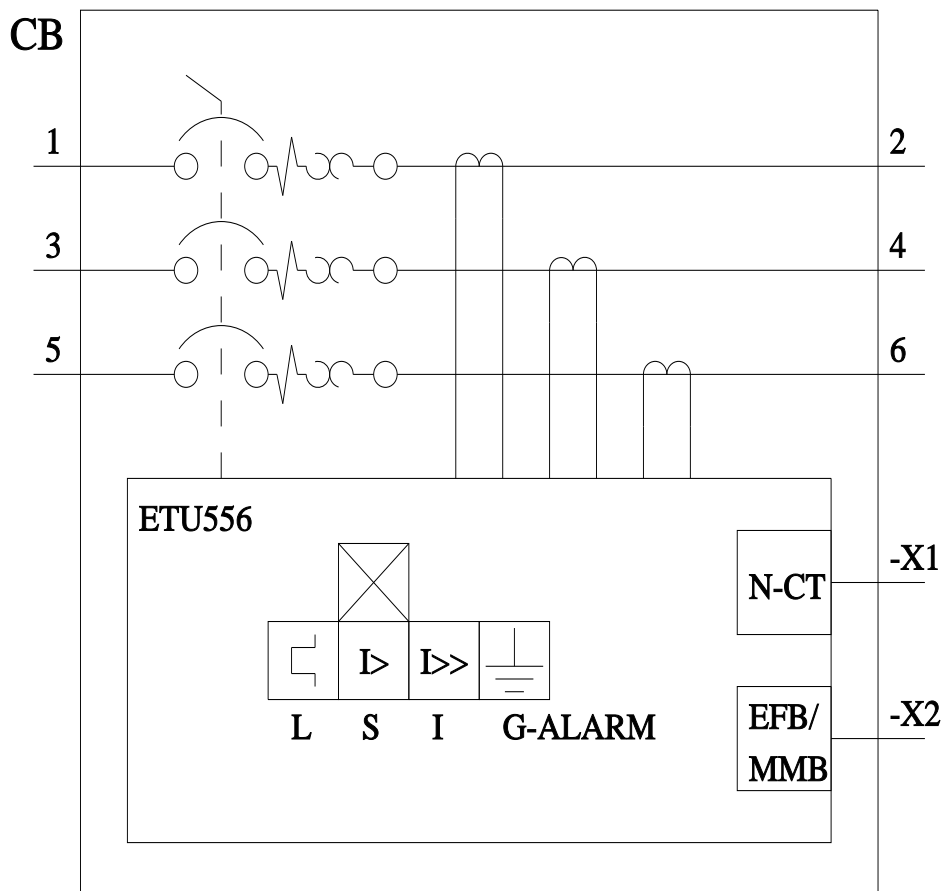 CB
1
2
3
4
5
6
ETU556
N-CT
-X1
I>
I>>
L
S
I
G-ALARM
EFB/
MMB
-X2